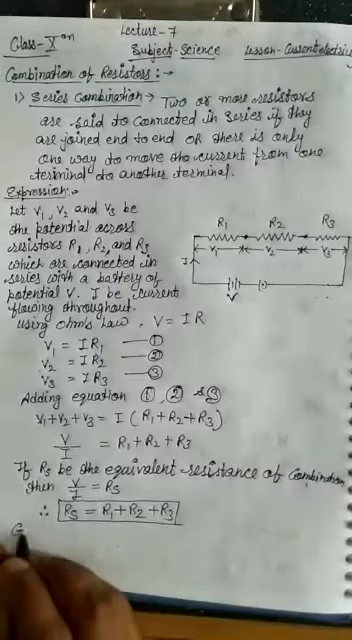 Lecture-7
Class-Xth Subject-Science Lesson-Current electricity
Combination of Resistors:→
1) Series Combination → Two or more resistors
are said to connected in series if they
are joined end to end OR there is only
one way to move the current from one
terminal to another terminal.
Expression:→
Let V1, V2 and V3 be
the potential across
resistors R1, R2, and R3
which are connected in
series with a battery of
potential V. I be current
flowing throughout.
R1 R2 R3
V1 V2 V3
I
V
using ohm's Law, V = IR
V1 = IR1 —①
V2 = IR2 —②
V3 = IR3 —③
Adding equation ①, ② & ③
V1+V2+V3 = I (R1+R2+R3)
V/I = R1+R2+R3
If RS be the equivalent resistance of Combination
then V/I = RS
∴ RS = R1+R2+R3